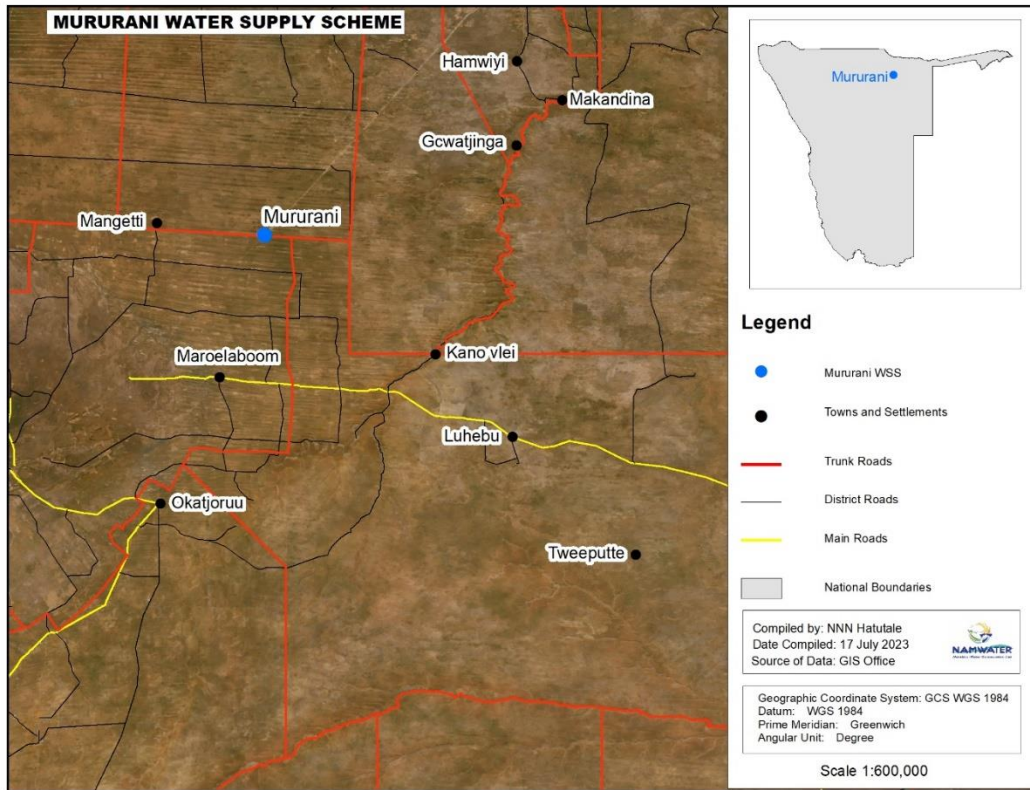 MURURANI WATER SUPPLY SCHEME
Hamwiyi
Makandina
Gcwatjinga
Mangetti
Mururani
Kano vlei
Maroelaboom
Luhebu
Okatjoruu
Tweeputte
Mururani
Legend
Mururani WSS
Towns and Settlements
Trunk Roads
District Roads
Main Roads
National Boundaries
Compiled by: NNN Hatutale
Date Compiled: 17 July 2023
Source of Data: GIS Office
NAMWATER
Geographic Coordinate System: GCS WGS 1984
Datum: WGS 1984
Prime Meridian: Greenwich
Angular Unit: Degree
Scale 1:600,000